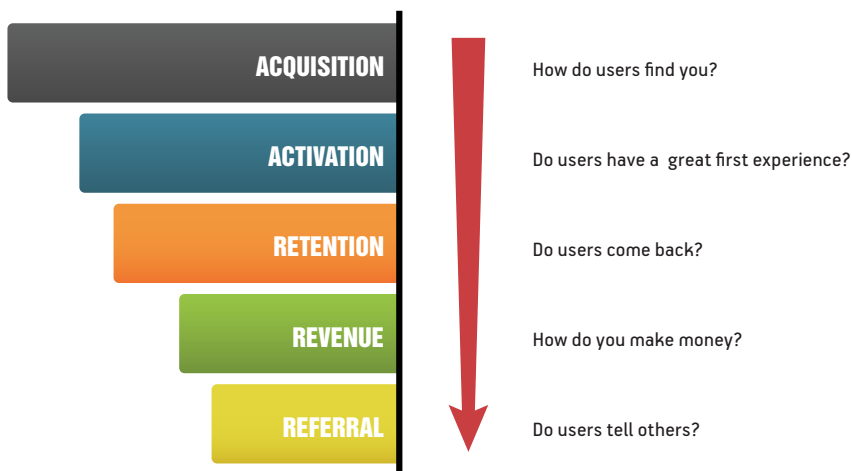 ACQUISITION
How do users find you?
ACTIVATION
Do users have a great first experience?
RETENTION
Do users come back?
REVENUE
How do you make money?
REFERRAL
Do users tell others?